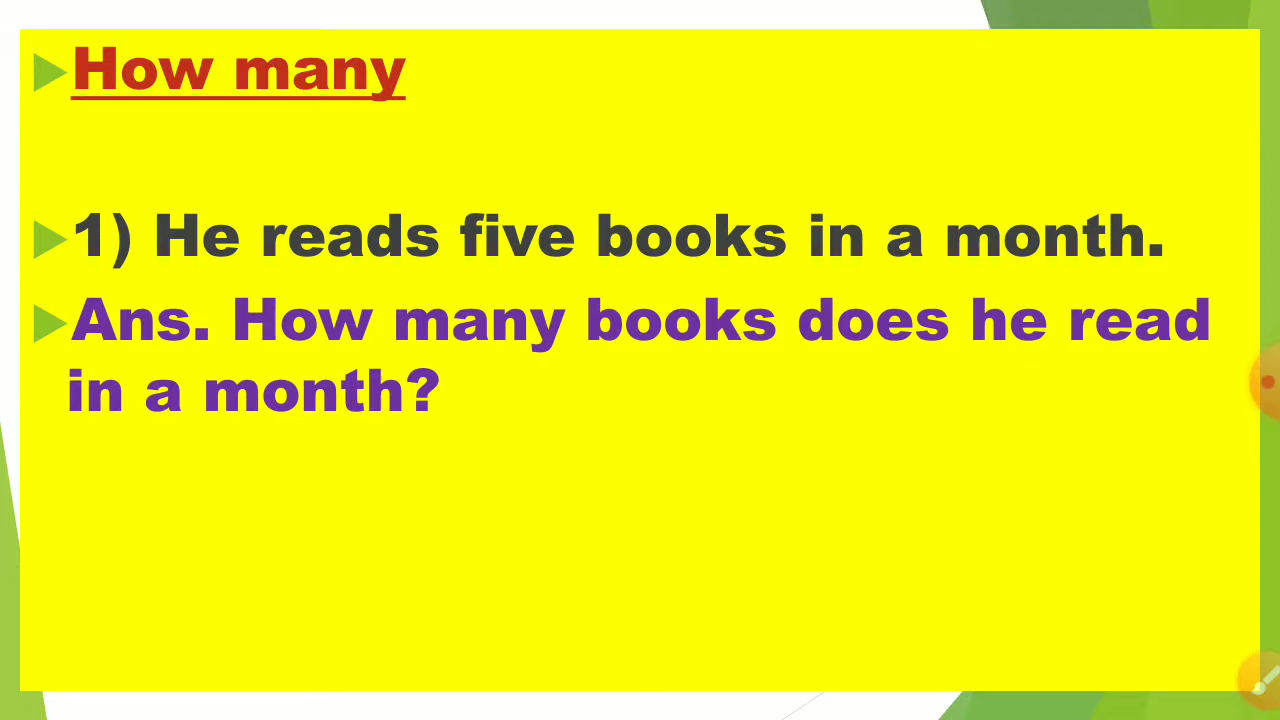 How many
1) He reads five books in a month.
Ans. How many books does he read
in a month?